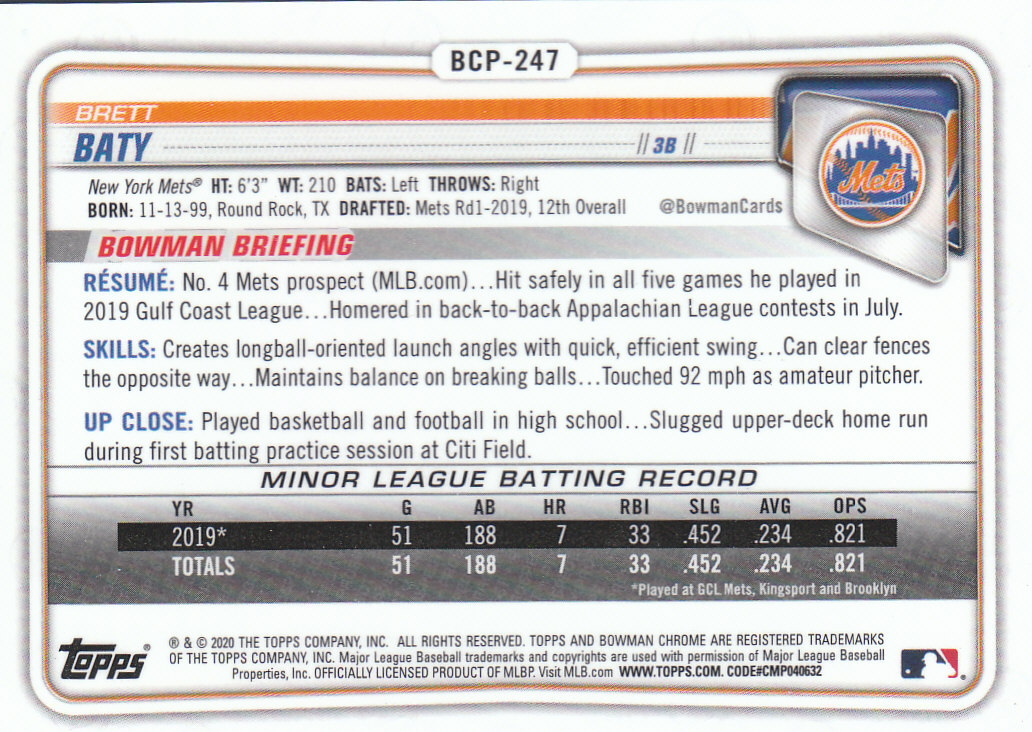 BCP-247
BRETT
BATY // 3B //
New York Mets® HT: 6'3" WT: 210 BATS: Left THROWS: Right
BORN: 11-13-99, Round Rock, TX DRAFTED: Mets Rd1-2019, 12th Overall @BowmanCards
Mets
BOWMAN BRIEFING
RÉSUMÉ: No. 4 Mets prospect (MLB.com)...Hit safely in all five games he played in
2019 Gulf Coast League...Homered in back-to-back Appalachian League contests in July.
SKILLS: Creates longball-oriented launch angles with quick, efficient swing...Can clear fences
the opposite way...Maintains balance on breaking balls...Touched 92 mph as amateur pitcher.
UP CLOSE: Played basketball and football in high school...Slugged upper-deck home run
during first batting practice session at Citi Field.
MINOR LEAGUE BATTING RECORD
YR G AB HR RBI SLG AVG OPS
2019* 51 188 7 33 .452 .234 .821
TOTALS 51 188 7 33 .452 .234 .821
*Played at GCL Mets, Kingsport and Brooklyn
topps®
® & © 2020 THE TOPPS COMPANY, INC. ALL RIGHTS RESERVED. TOPPS AND BOWMAN CHROME ARE REGISTERED TRADEMARKS
OF THE TOPPS COMPANY, INC. Major League Baseball trademarks and copyrights are used with permission of Major League Baseball
Properties, Inc. OFFICIALLY LICENSED PRODUCT OF MLBP. Visit MLB.com WWW.TOPPS.COM. CODE#CMP040632